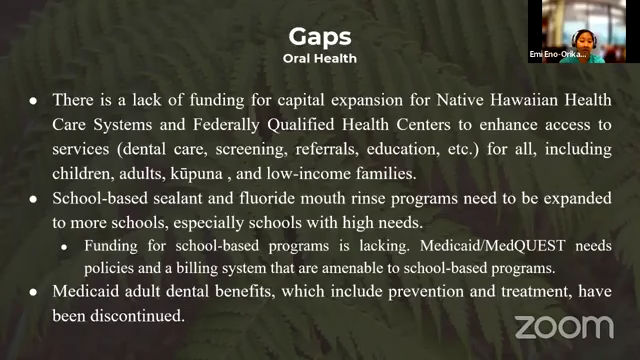 Gaps
Oral Health
Emi Eno-Orika...
● There is a lack of funding for capital expansion for Native Hawaiian Health
Care Systems and Federally Qualified Health Centers to enhance access to
services (dental care, screening, referrals, education, etc.) for all, including
children, adults, kūpuna , and low-income families.
● School-based sealant and fluoride mouth rinse programs need to be expanded
to more schools, especially schools with high needs.
● Funding for school-based programs is lacking. Medicaid/MedQUEST needs
policies and a billing system that are amenable to school-based programs.
● Medicaid adult dental benefits, which include prevention and treatment, have
been discontinued.
zoom